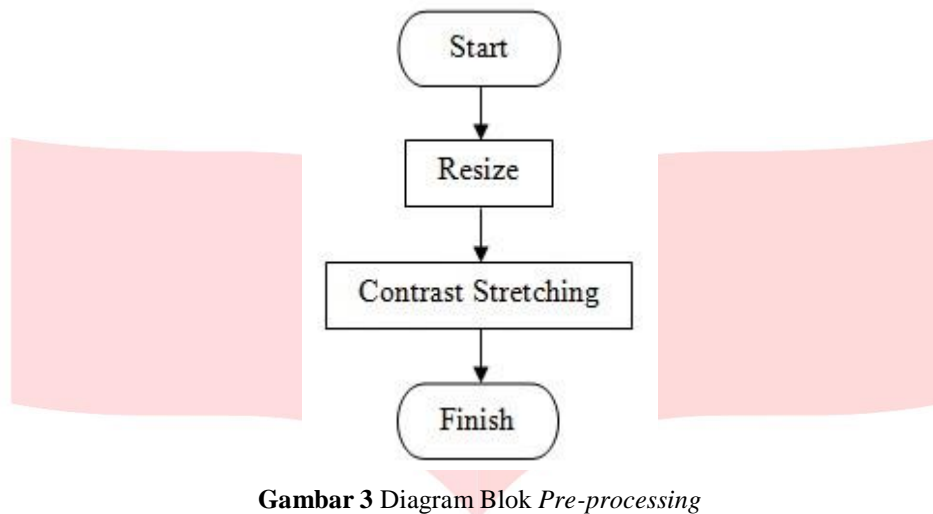 Start
Resize
Contrast Stretching
Finish
Gambar 3 Diagram Blok Pre-processing